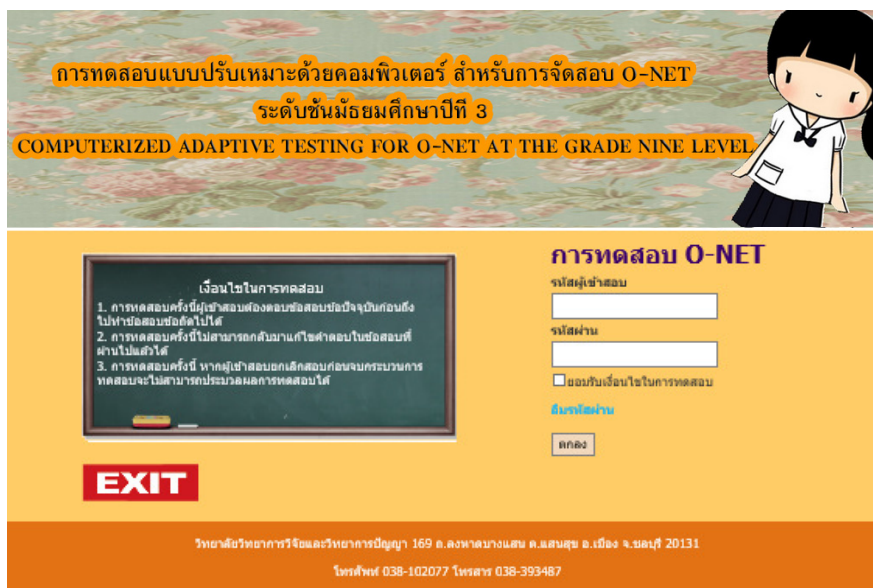 การทดสอบแบบปรับเหมาะด้วยคอมพิวเตอร์ สำหรับการจัดสอบ O-NET
ระดับชั้นมัธยมศึกษาปีที 3
COMPUTERIZED ADAPTIVE TESTING FOR O-NET AT THE GRADE NINE LEVEL
เงื่อนไขในการทดสอบ
1. การทดสอบครั้งนี้ผู้เข้าสอบต้องตอบข้อสอบข้อปัจจุบันก่อนถึง
ไปทำข้อสอบข้อถัดไปได้
2. การทดสอบครั้งนี้ไม่สามารถกลับมาแก้ไขคำตอบในข้อสอบที่
ผ่านไปแล้วได้
3. การทดสอบครั้งนี้ หากผู้เข้าสอบยกเลิกสอบก่อนจบกระบวนการ
ทดสอบจะไม่สามารถประมวลผลการทดสอบได้
EXIT
การทดสอบ O-NET
รหัสผู้เข้าสอบ
รหัสผ่าน
ยอมรับเงื่อนไขในการทดสอบ
ลืมรหัสผ่าน
ตกลง
วิทยาลัยวิทยาการวิจัยและวิทยาการปัญญา 169 ถ.ลงหาดบางแสน ต.แสนสุข อ.เมือง จ.ชลบุรี 20131
โทรศัพท์ 038-102077 โทรสาร 038-393487